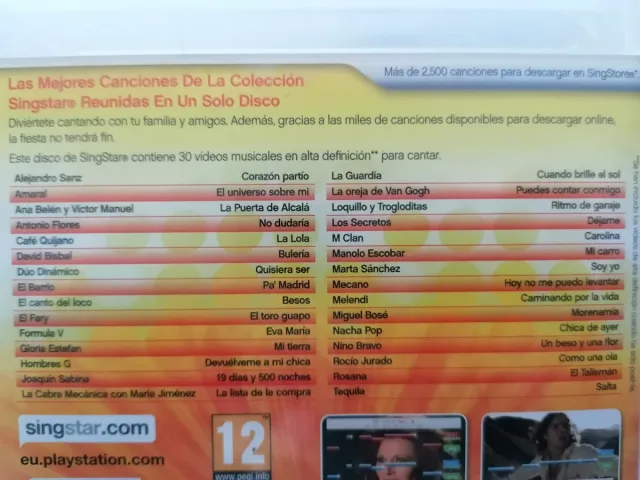 Más de 2,500 canciones para descargar en SingStore*.
Las Mejores Canciones De La Colección
Singstar® Reunidas En Un Solo Disco
Diviértete cantando con tu familia y amigos. Además, gracias a las miles de canciones disponibles para descargar online,
la fiesta no tendrá fin.
Este disco de SingStar® contiene 30 vídeos musicales en alta definición** para cantar.
Alejandro Sanz Corazón partío
Amaral El universo sobre mi
Ana Belén y Víctor Manuel La Puerta de Alcalá
Antonio Flores No dudaría
Café Quijano La Lola
David Bisbal Bulería
Dúo Dinámico Quisiera ser
El Barrio Pa' Madrid
El canto del loco Besos
El Fary El toro guapo
Formule V Eva María
Gloria Estefan Mi tierra
Hombres G Devuélveme a mi chica
Joaquín Sabina 19 días y 500 noches
La Cabra Mecánica con María Jiménez La lista de la compra
La Guardia Cuando brille el sol
La oreja de Van Gogh Puedes contar conmigo
Loquillo y Trogloditas Ritmo de garaje
Los Secretos Déjame
M Clan Carolina
Manolo Escobar Mi carro
Marta Sánchez Soy yo
Mecano Hoy no me puedo levantar
Melendi Caminando por la vida
Miguel Bosé Morenamía
Nacha Pop Chica de ayer
Nino Bravo Un beso y una flor
Rocío Jurado Como una ola
Rosana El Talismán
Tequila Salta
singstar.com
eu.playstation.com
12
www.pegi.info